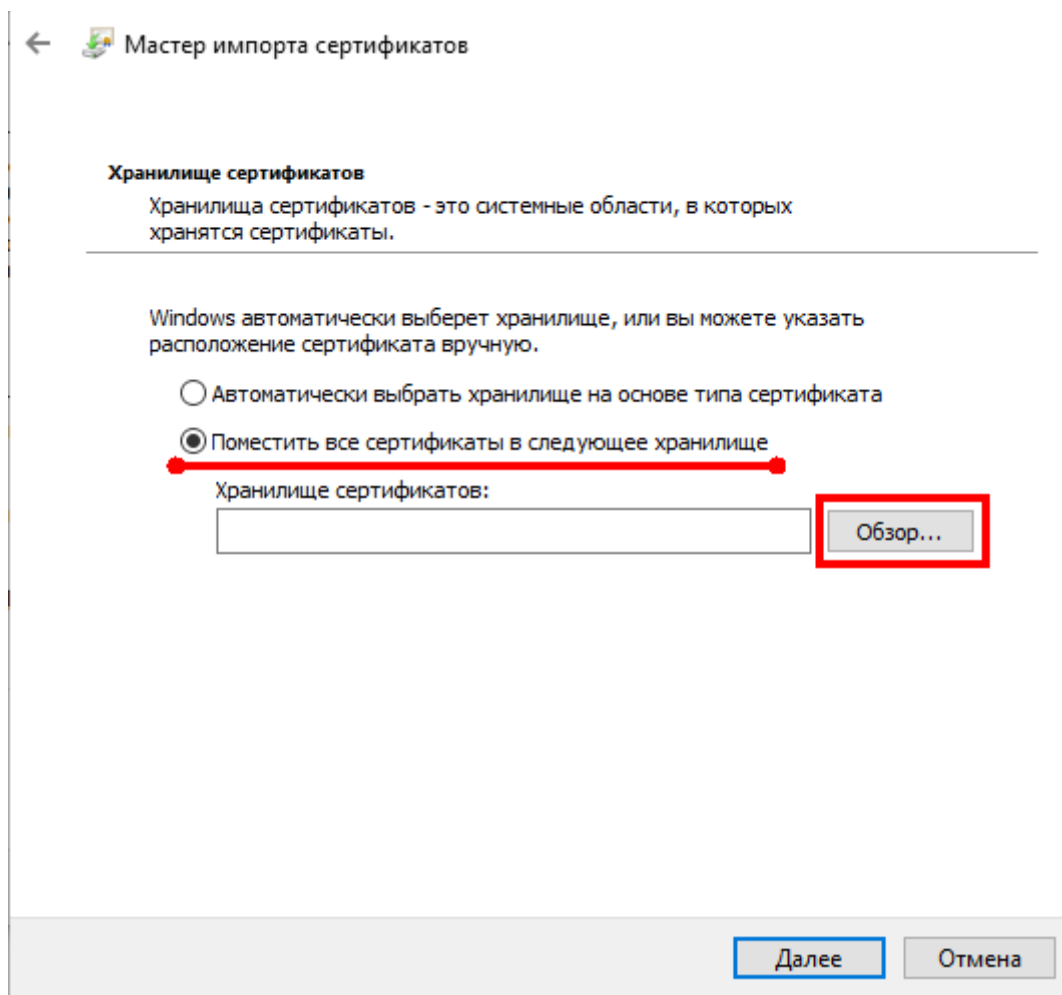 Мастер импорта сертификатов
Хранилище сертификатов
Хранилища сертификатов - это системные области, в которых
хранятся сертификаты.
Windows автоматически выберет хранилище, или вы можете указать
расположение сертификата вручную.
Автоматически выбрать хранилище на основе типа сертификата
Поместить все сертификаты в следующее хранилище
Хранилище сертификатов:
Обзор...
Далее
Отмена